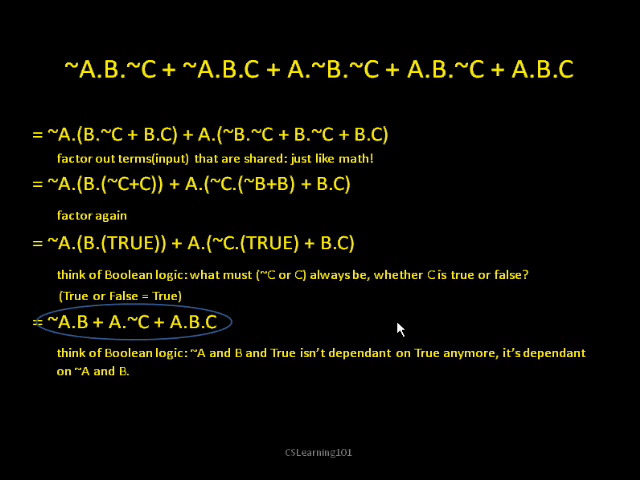 ~A.B.~C + ~A.B.C + A.~B.~C + A.B.~C + A.B.C
= ~A.(B.~C + B.C) + A.(~B.~C + B.~C + B.C)
factor out terms(input) that are shared: just like math!
= ~A.(B.(~C+C)) + A.(~C.(~B+B) + B.C)
factor again
= ~A.(B.(TRUE)) + A.(~C.(TRUE) + B.C)
think of Boolean logic: what must (~C or C) always be, whether C is true or false?
(True or False = True)
= ~A.B + A.~C + A.B.C
think of Boolean logic: ~A and B and True isn't dependant on True anymore, it's dependant
on ~A and B.
CSLearning101